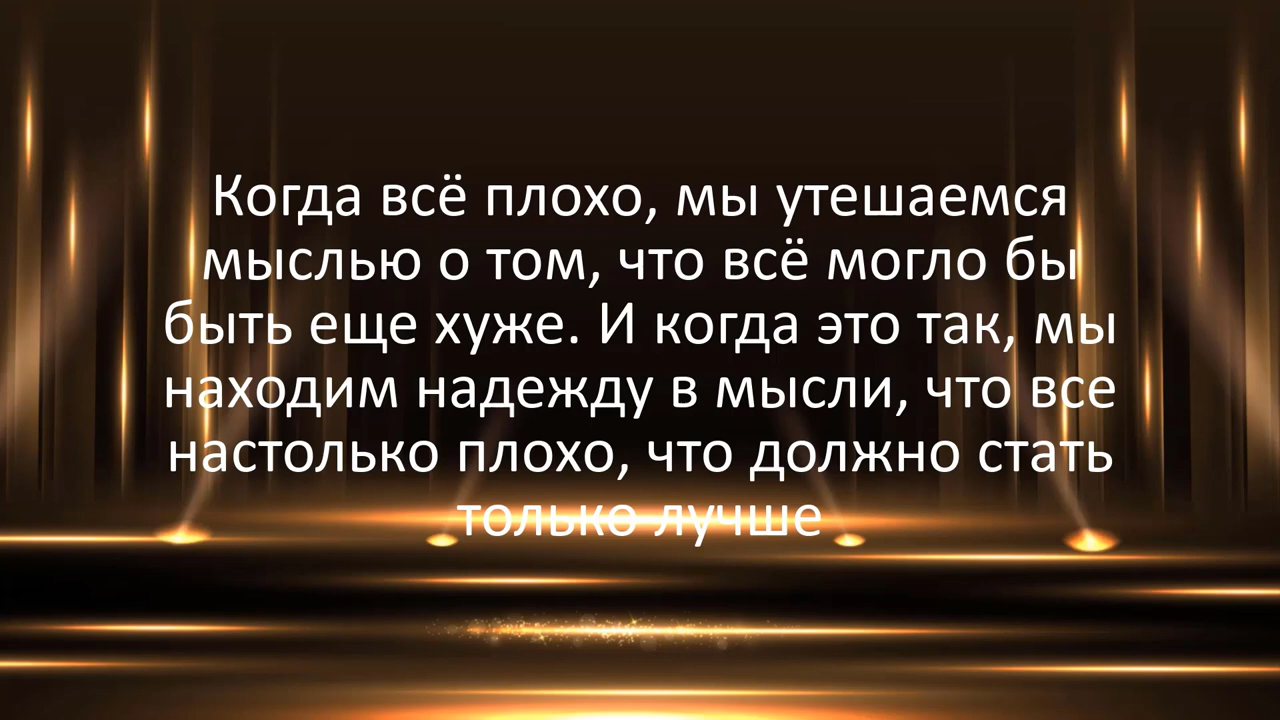 Когда всё плохо, мы утешаемся
мыслью о том, что всё могло бы
быть еще хуже. И когда это так, мы
находим надежду в мысли, что все
настолько плохо, что должно стать
только лучше